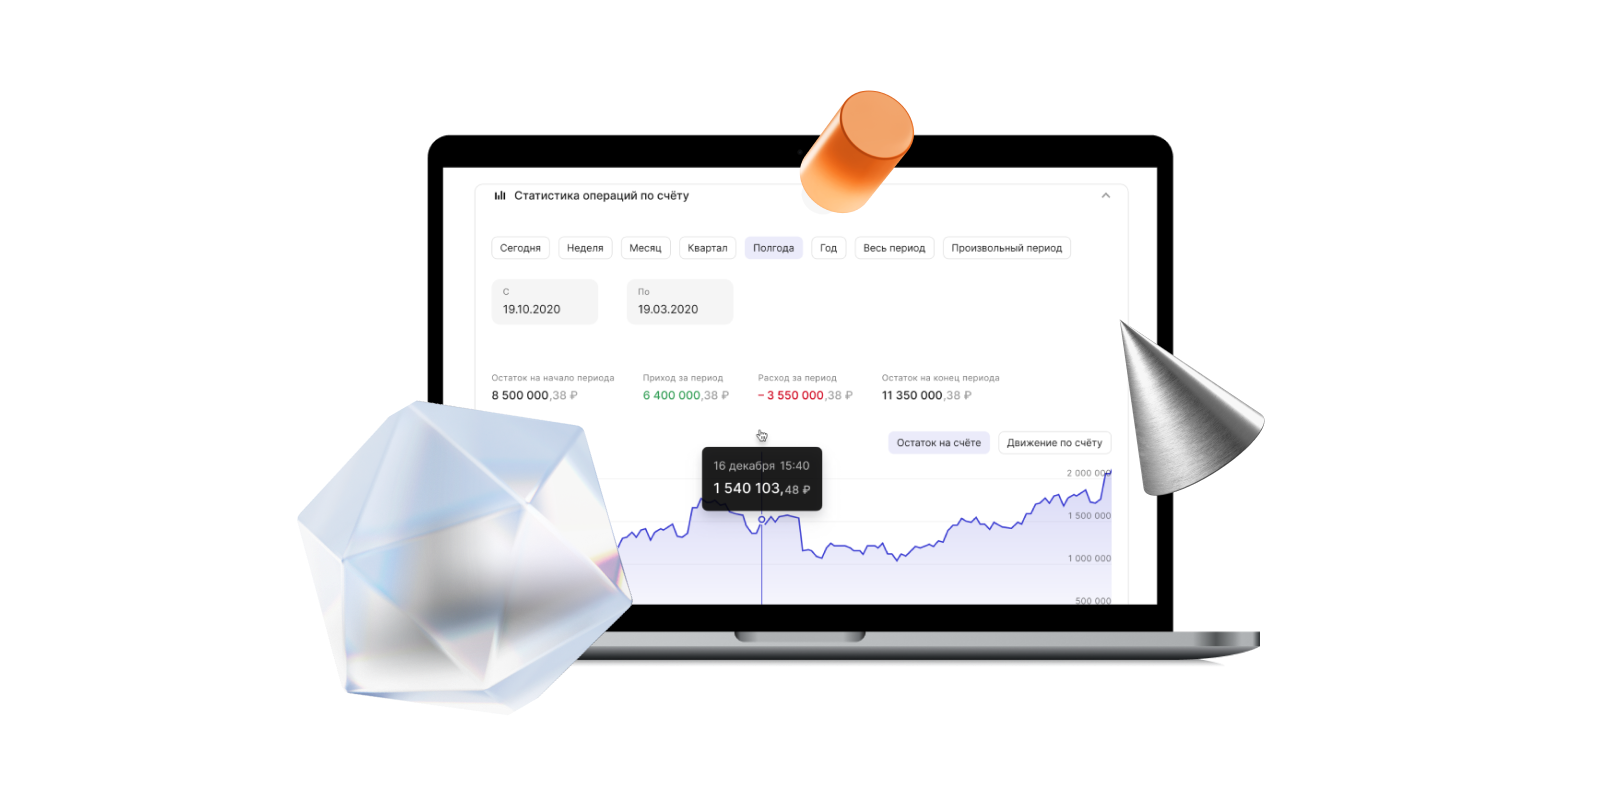 Статистика операций по счёту
Сегодня Неделя Месяц Квартал Полгода Год Весь период Произвольный период
С По
19.10.2020 19.03.2020
Остаток на начало периода Приход за период Расход за период Остаток на конец периода
8 500 000,38 ₽ 6 400 000,38 ₽ – 3 550 000,38 ₽ 11 350 000,38 ₽
Остаток на счёте Движение по счёту
16 декабря 15:40
1 540 103,48 ₽
2 000 000
1 500 000
1 000 000
500 000